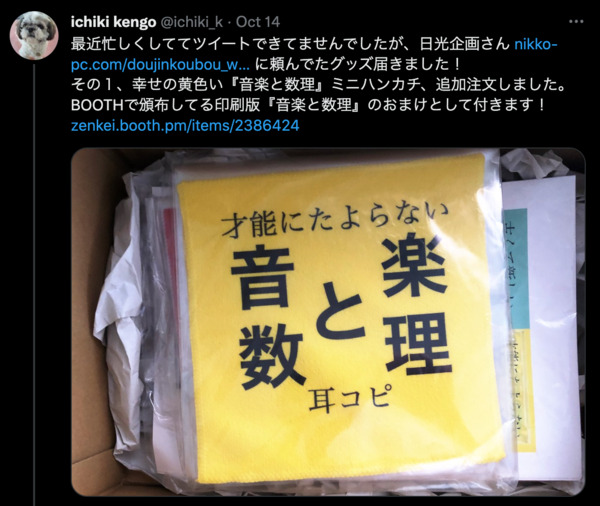 ichiki kengo @ichiki_k · Oct 14
最近忙しくしててツイートできてませんでしたが、日光企画さん nikko-
pc.com/doujinkoubou_w... に頼んでたグッズ届きました！
その１、幸せの黄色い『音楽と数理』ミニハンカチ、追加注文しました。
BOOTHで頒布してる印刷版『音楽と数理』のおまけとして付きます！
zenkei.booth.pm/items/2386424
才能にたよらない
音楽
と
数理
耳コピ